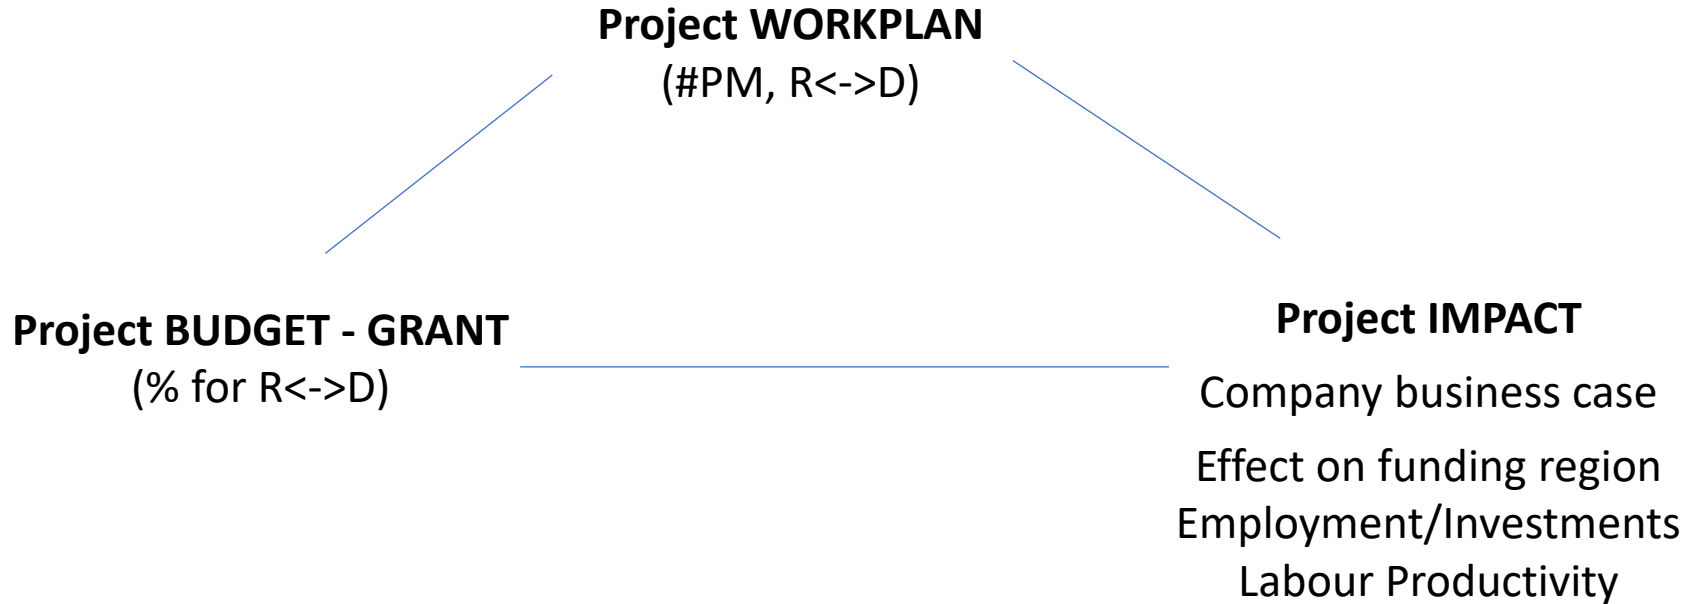 Project WORKPLAN
(#PM, R<->D)
Project BUDGET - GRANT
(% for R<->D)
Project IMPACT
Company business case
Effect on funding region
Employment/Investments
Labour Productivity